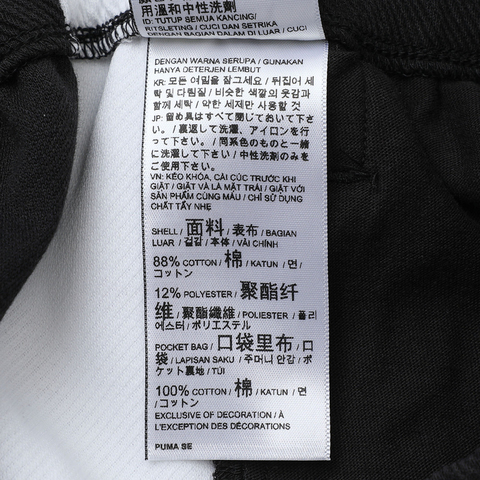 用溫和中性洗劑
ID: TUTUP SEMUA KANCING/
RITSLETING / CUCI DAN SETRIKA
DENGAN BAGIAN DALAM DI LUAR / CUCI
DENGAN WARNA SERUPA / GUNAKAN
HANYA DETERJEN LEMBUT
KR: 모든 여밈을 잠그세요 / 뒤집어 세
탁 및 다림질 / 비슷한 색깔의 옷감과
함께 세탁 / 약한 세제만 사용할 것
JP: 留め具はすべて閉じておいて下さ
い。/ 裏返して洗濯、アイロンを行
って下さい。/ 同系色のものと一緒
に洗濯して下さい / 中性洗剤のみを
ご使用下さい。
VN: KÉO KHÓA, CÀI CÚC TRƯỚC KHI
GIẶT / GIẶT VÀ LÀ MẶT TRÁI / GIẶT VỚI
SẢN PHẨM CÙNG MÀU / CHỈ SỬ DỤNG
CHẤT TẨY NHẸ
SHELL / 面料 / 表布 / BAGIAN
LUAR / 겉감 / 本体 / VẢI CHÍNH
88% COTTON / 棉 / KATUN / 면 /
コットン
12% POLYESTER / 聚酯纤
维 / 聚酯纖維 / POLIESTER / 폴리
에스터 / ポリエステル
POCKET BAG / 口袋里布 / 口
袋 / LAPISAN SAKU / 주머니 안감 / ポ
ケット裏地 / TÚI
100% COTTON / 棉 / KATUN / 면
/ コットン
EXCLUSIVE OF DECORATION / À
L'EXCEPTION DES DÉCORATIONS
PUMA SE